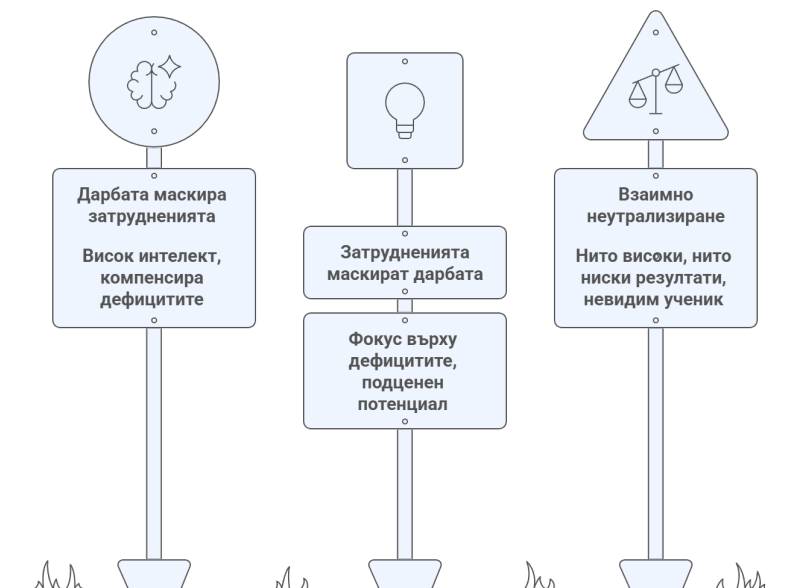 Дарбата маскира
затрудненията
Висок интелект,
компенсира
дефицитите
Затрудненията
маскират дарбата
Фокус върху
дефицитите,
подценен
потенциал
Взаимно
неутрализиране
Нито високи, нито
ниски резултати,
невидим ученик